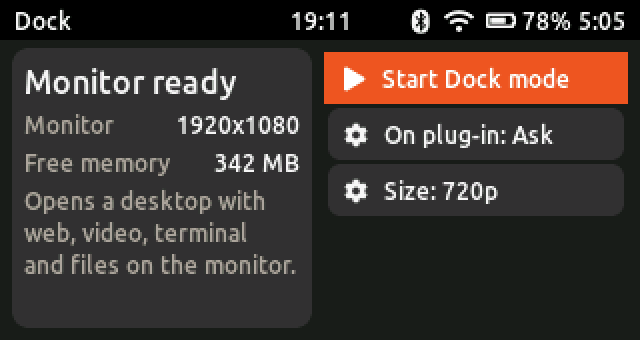 Dock 19:11 78% 5:05
Monitor ready
Monitor 1920x1080
Free memory 342 MB
Opens a desktop with
web, video, terminal
and files on the monitor.
Start Dock mode
On plug-in: Ask
Size: 720p